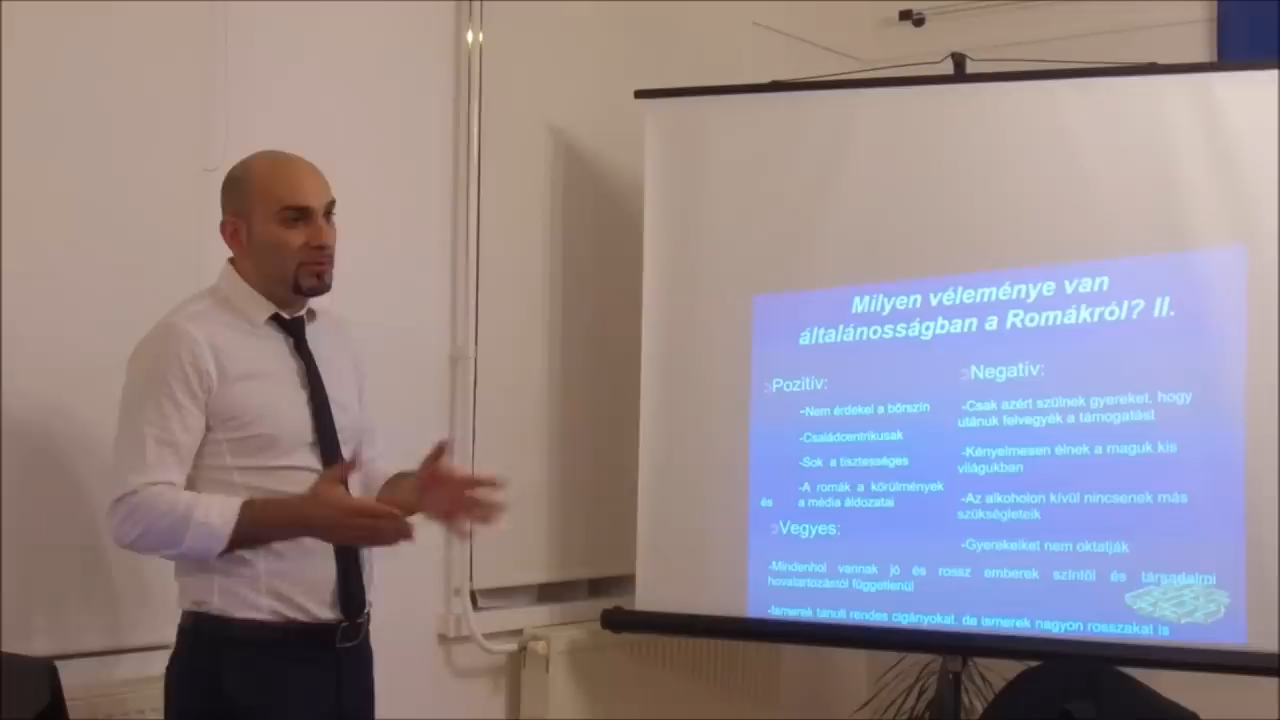 Milyen véleménye van
általánosságban a Romákról? II.
Pozitív:
-Nem érdekel a bőrszín
-Családcentrikusak
-Sok a tisztességes
-A romák a körülmények
és a média áldozatai
Negatív:
-Csak azért szülnek gyereket, hogy
utánuk felvegyék a támogatást
-Kényelmesen élnek a maguk kis
világukban
-Az alkoholon kívül nincsenek más
szükségleteik
-Gyerekeiket nem oktatják
Vegyes:
-Mindenhol vannak jó és rossz emberek színtől és társadalmi
hovatartozástól függetlenül
-Ismerek tanult rendes cigányokat, de ismerek nagyon rosszakat is